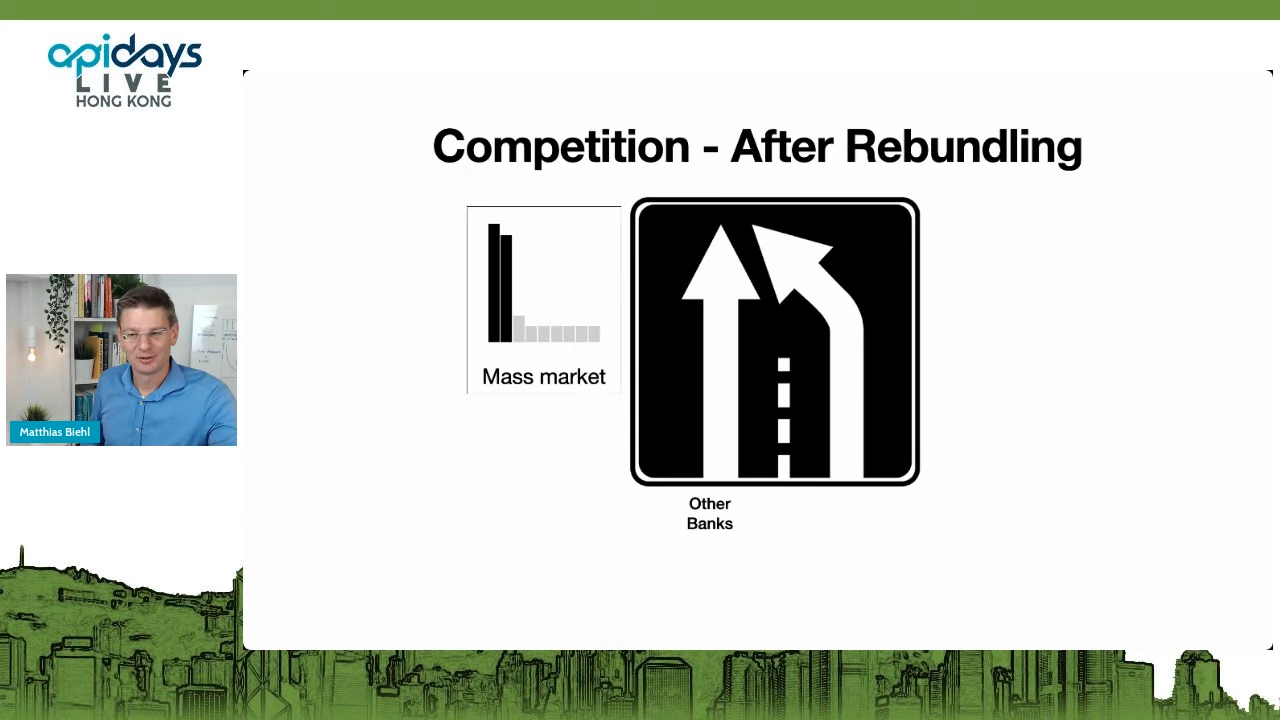 apidays
LIVE
HONG KONG
Competition - After Rebundling
Mass market
Other
Banks
Matthias Biehl